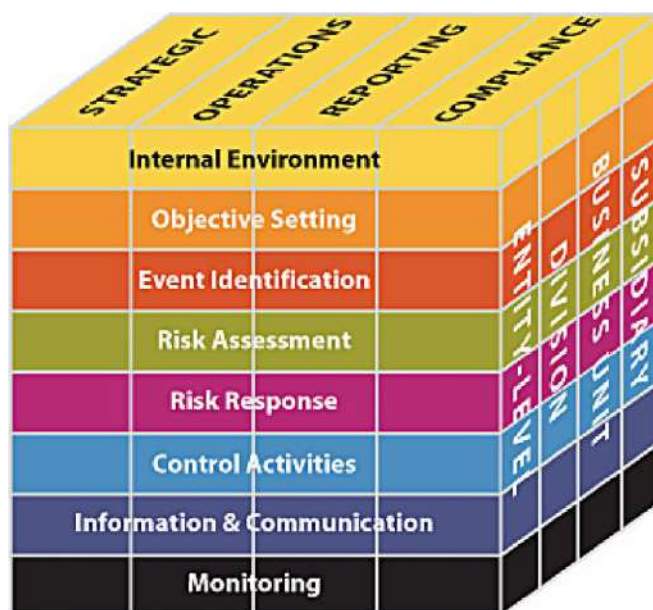 STRATEGIC
OPERATIONS
REPORTING
COMPLIANCE
Internal Environment
Objective Setting
Event Identification
Risk Assessment
Risk Response
Control Activities
Information & Communication
Monitoring
ENTITY-LEVEL
DIVISION
BUSINESS UNIT
SUBSIDIARY